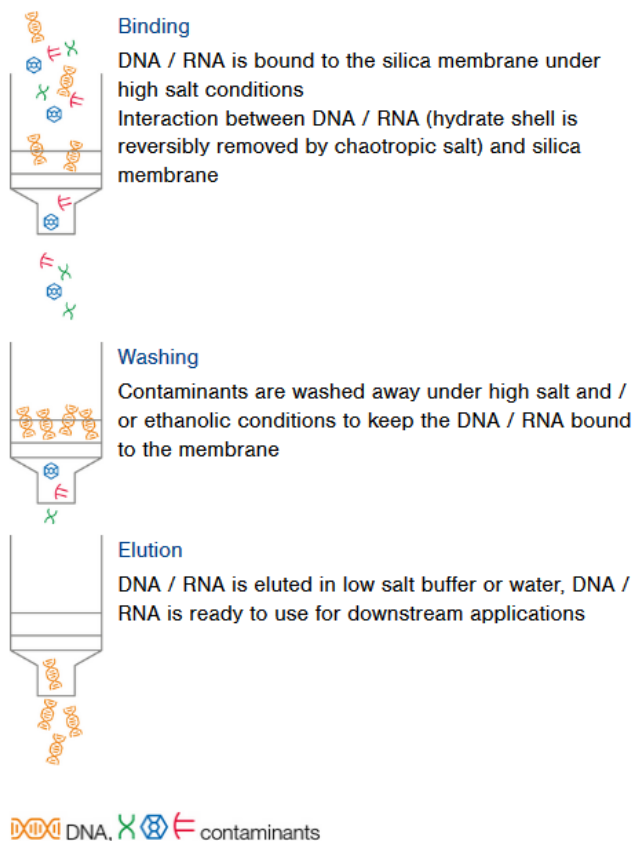 Binding
DNA / RNA is bound to the silica membrane under
high salt conditions
Interaction between DNA / RNA (hydrate shell is
reversibly removed by chaotropic salt) and silica
membrane
Washing
Contaminants are washed away under high salt and /
or ethanolic conditions to keep the DNA / RNA bound
to the membrane
Elution
DNA / RNA is eluted in low salt buffer or water, DNA /
RNA is ready to use for downstream applications
DNA, contaminants